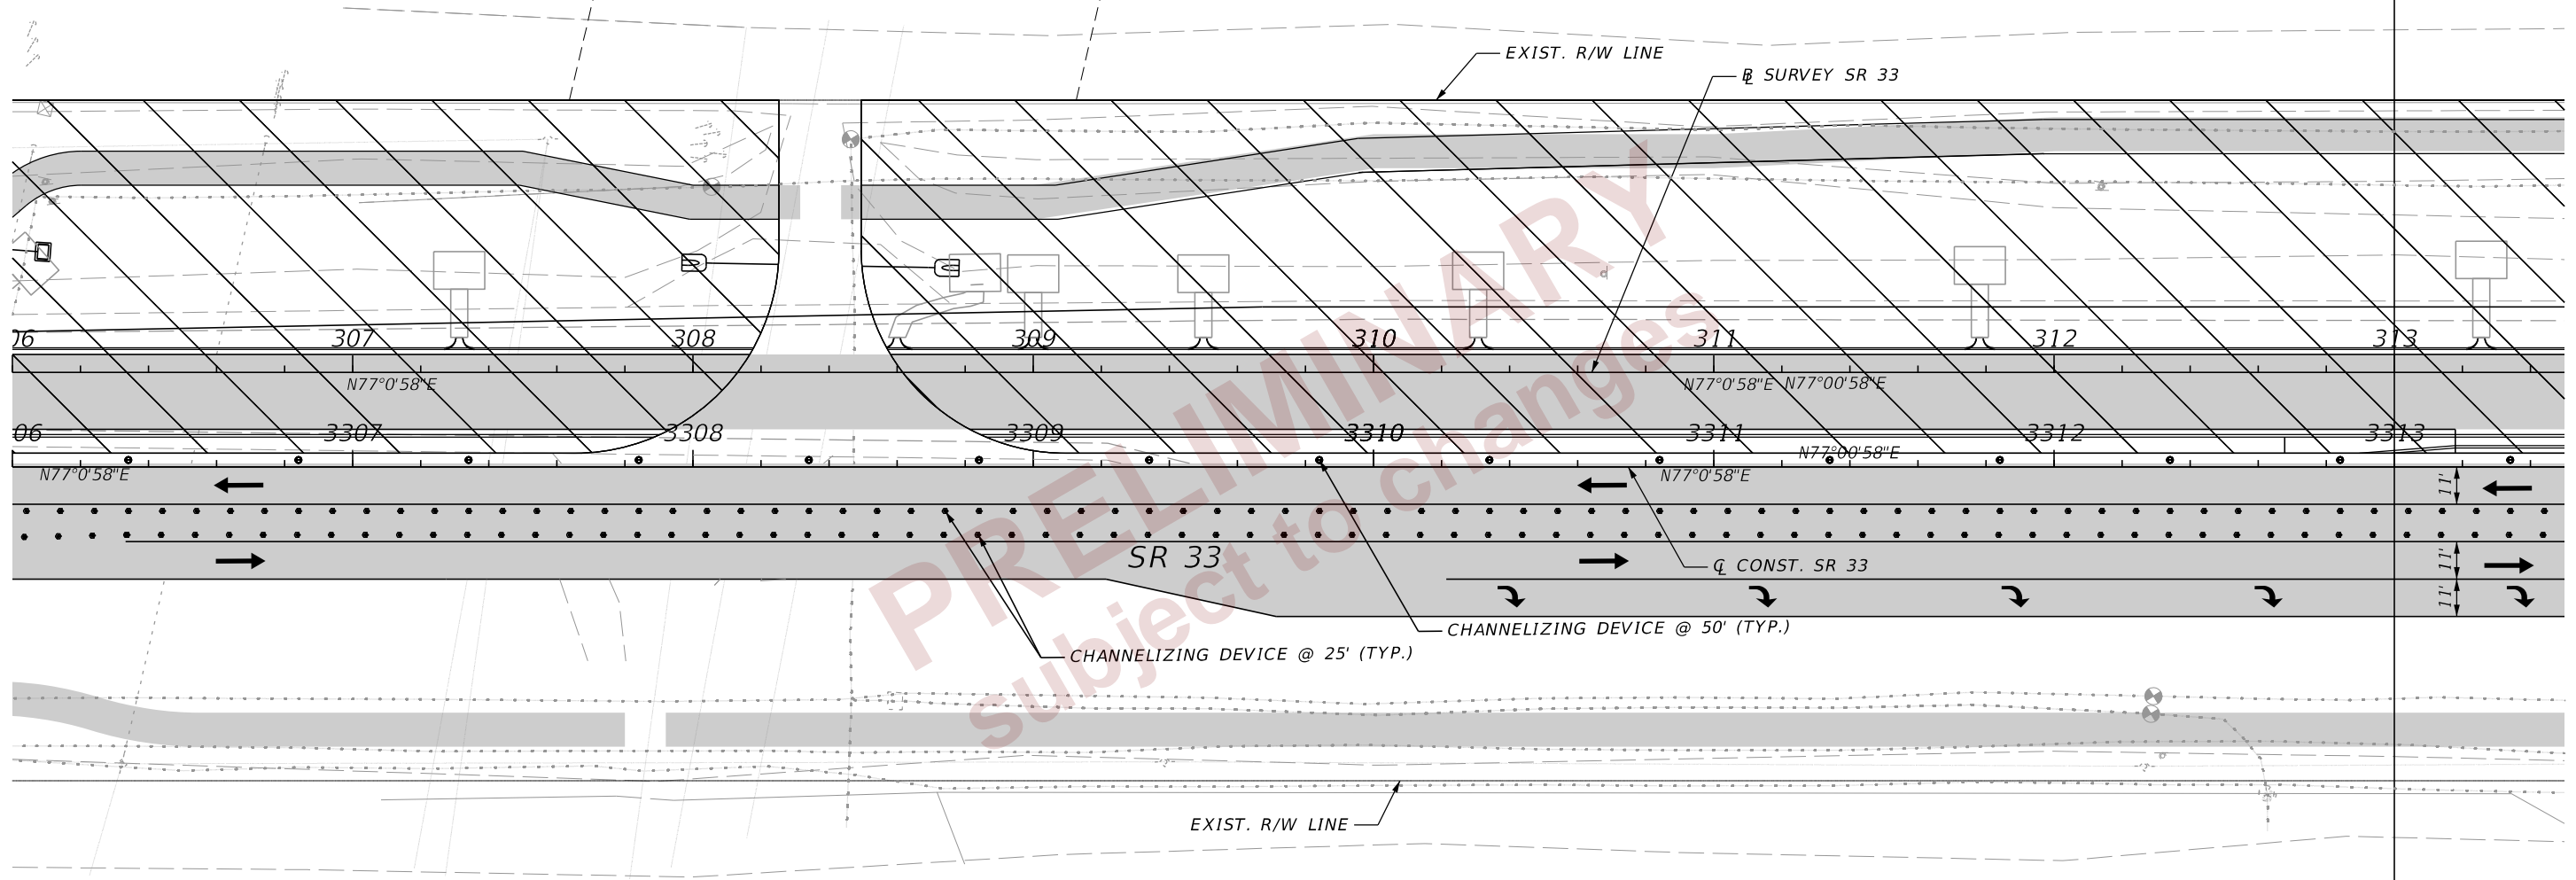 EXIST. R/W LINE
℄ SURVEY SR 33
06 307 308 309 310 311 312 313
N77°0'58"E N77°0'58"E N77°00'58"E
06 3307 3308 3309 3310 3311 3312 3313
N77°00'58"E
N77°0'58"E N77°0'58"E
11'
SR 33
℄ CONST. SR 33
11'
11'
CHANNELIZING DEVICE @ 50' (TYP.)
CHANNELIZING DEVICE @ 25' (TYP.)
EXIST. R/W LINE
PRELIMINARY
subject to changes